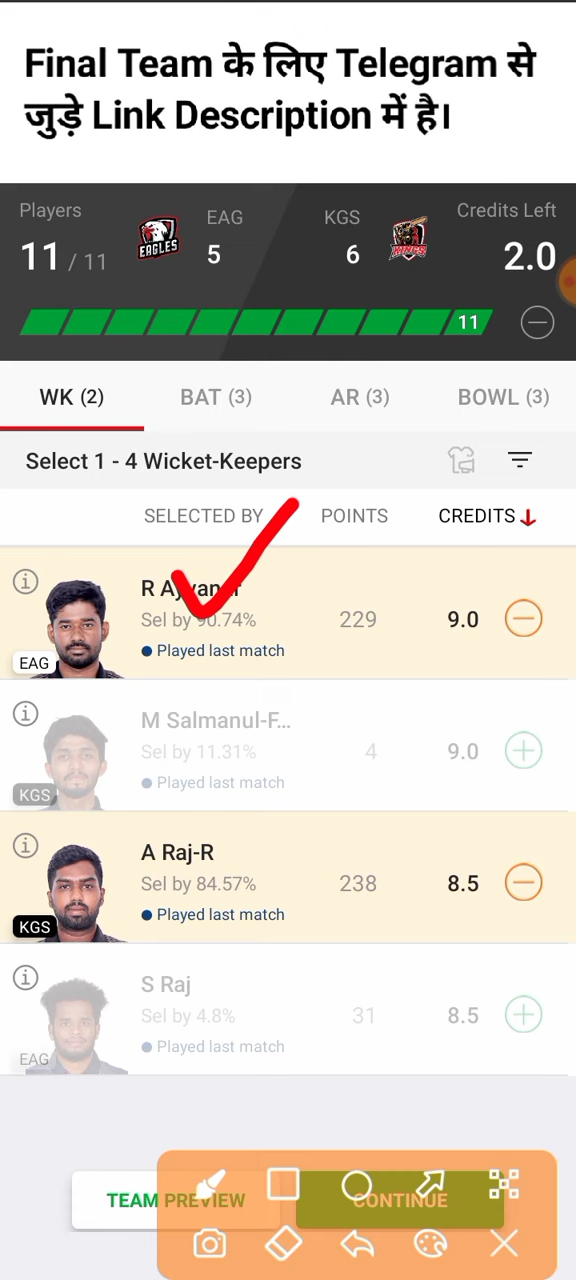 Final Team के लिए Telegram से
जुड़े Link Description में है।
Players
EAG
KGS
Credits Left
11 / 11
EAGLES
5
6
KINGS
2.0
11
WK (2)
BAT (3)
AR (3)
BOWL (3)
Select 1 - 4 Wicket-Keepers
SELECTED BY
POINTS
CREDITS
R Ayyanar
Sel by 90.74%
229
9.0
Played last match
EAG
M Salmanul-F...
Sel by 11.31%
4
9.0
Played last match
KGS
A Raj-R
Sel by 84.57%
238
8.5
Played last match
KGS
S Raj
Sel by 4.8%
31
8.5
Played last match
EAG
TEAM PREVIEW
CONTINUE